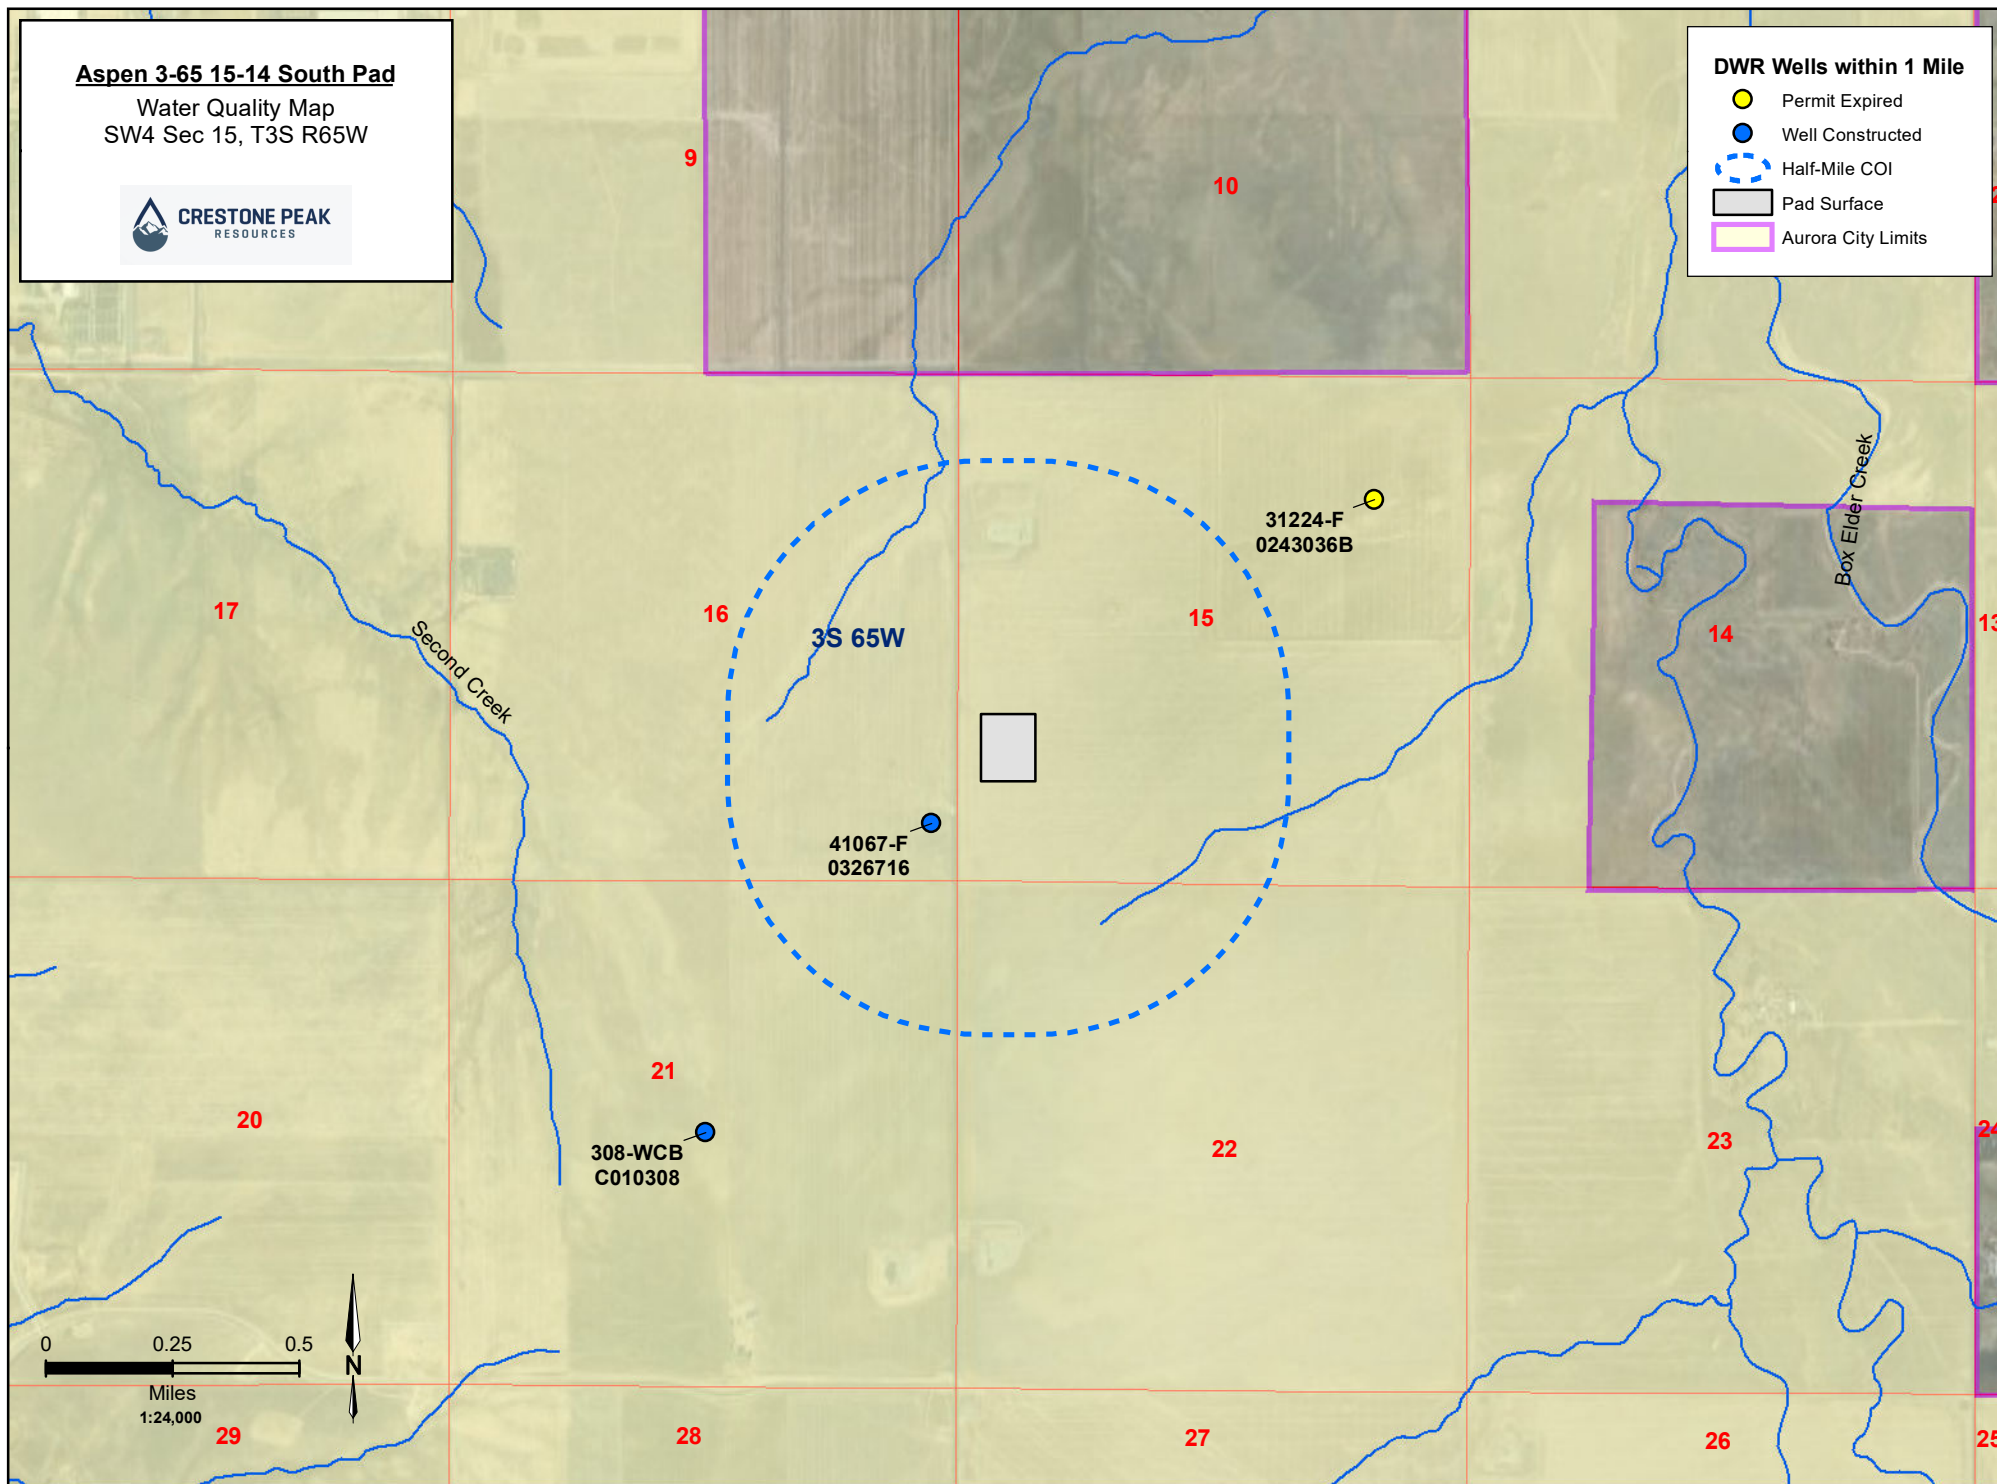 Aspen 3-65 15-14 South Pad
Water Quality Map
SW4 Sec 15, T3S R65W
CRESTONE PEAK
RESOURCES
DWR Wells within 1 Mile
Permit Expired
Well Constructed
Half-Mile COI
Pad Surface
Aurora City Limits
9
10
31224-F
0243036B
Box Elder Creek
17
16
15
14
13
3S 65W
Second Creek
41067-F
0326716
21
20
22
23
24
308-WCB
C010308
0 0.25 0.5
Miles
1:24,000
N
29
28
27
26
25